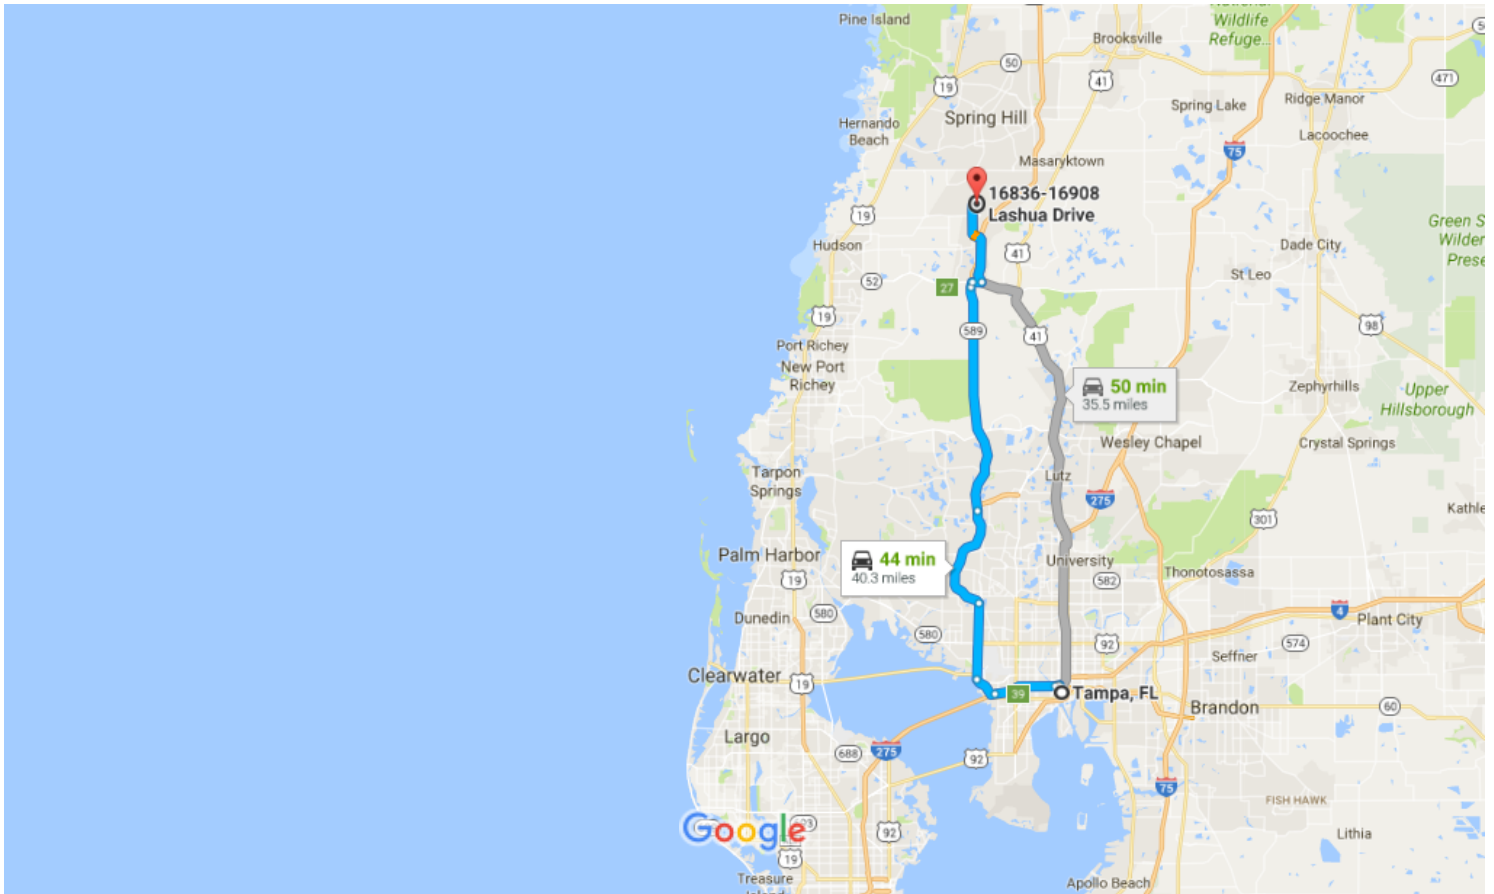 National
Wildlife
Refuge...
Pine Island
Brooksville
50
19
41
471
Spring Lake
Ridge Manor
Spring Hill
Hernando
Beach
Lacoochee
75
Masaryktown
16836-16908
Lashua Drive
19
Hudson
41
Green S
Wilder
Prese
Dade City
St Leo
52
27
19
589
41
98
Port Richey
New Port
Richey
50 min
35.5 miles
Zephyrhills
Upper
Hillsborough
Wesley Chapel
Crystal Springs
Tarpon
Springs
Lutz
275
301
Kathle
Palm Harbor
44 min
40.3 miles
University
Thonotosassa
19
582
580
Dunedin
4
Plant City
580
92
574
Seffner
Clearwater
19
39
Tampa, FL
Brandon
60
Largo
688
275
92
75
FISH HAWK
Google
92
Lithia
19
Treasure
Apollo Beach